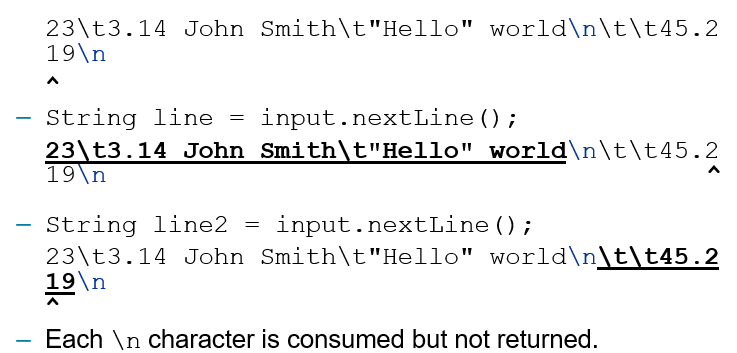 23\t3.14 John Smith\t"Hello" world\n\t\t45.2
19\n
^
– String line = input.nextLine();
23\t3.14 John Smith\t"Hello" world\n\t\t45.2
19\n
^
– String line2 = input.nextLine();
23\t3.14 John Smith\t"Hello" world\n\t\t45.2
19\n
^
– Each \n character is consumed but not returned.